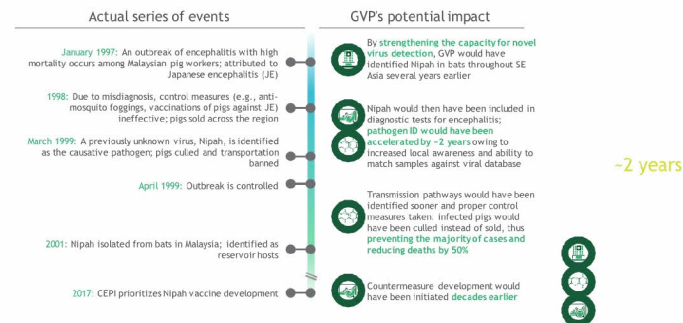 Actual series of events
January 1997: An outbreak of encephalitis with high
mortality occurs among Malaysian pig workers; attributed to
Japanese encephalitis (JE)
1998: Due to misdiagnosis, control measures (e.g., anti-
mosquito foggings, vaccinations of pigs against JE)
ineffective; pigs sold across the region
March 1999: A previously unknown virus, Nipah, is identified
as the causative pathogen; pigs culled and transportation
banned
April 1999: Outbreak is controlled
2001: Nipah isolated from bats in Malaysia; identified as
reservoir hosts
2017: CEPI prioritizes Nipah vaccine development
GVP's potential impact
By strengthening the capacity for novel
virus detection, GVP would have
identified Nipah in bats throughout SE
Asia several years earlier
Nipah would then have been included in
diagnostic tests for encephalitis;
pathogen ID would have been
accelerated by ~2 years owing to
increased local awareness and ability to
match samples against viral database
Transmission pathways would have been
identified sooner and proper control
measures taken. Infected pigs would
have been culled instead of sold, thus
preventing the majority of cases and
reducing deaths by 50%
Countermeasure development would
have been initiated decades earlier
~2 years